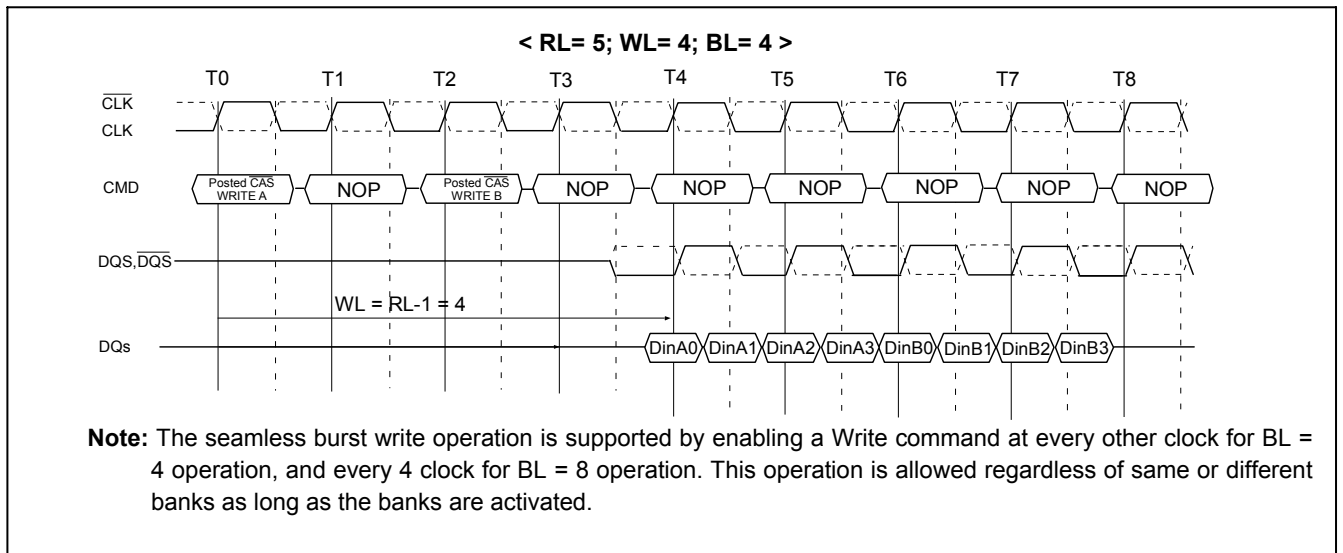 < RL= 5; WL= 4; BL= 4 >
T0 T1 T2 T3 T4 T5 T6 T7 T8
CLK
CLK
CMD
Posted CAS
WRITE A
NOP
Posted CAS
WRITE B
NOP NOP NOP NOP NOP NOP
DQS,DQS
WL = RL-1 = 4
DQs
DinA0 DinA1 DinA2 DinA3 DinB0 DinB1 DinB2 DinB3
Note: The seamless burst write operation is supported by enabling a Write command at every other clock for BL =
4 operation, and every 4 clock for BL = 8 operation. This operation is allowed regardless of same or different
banks as long as the banks are activated.